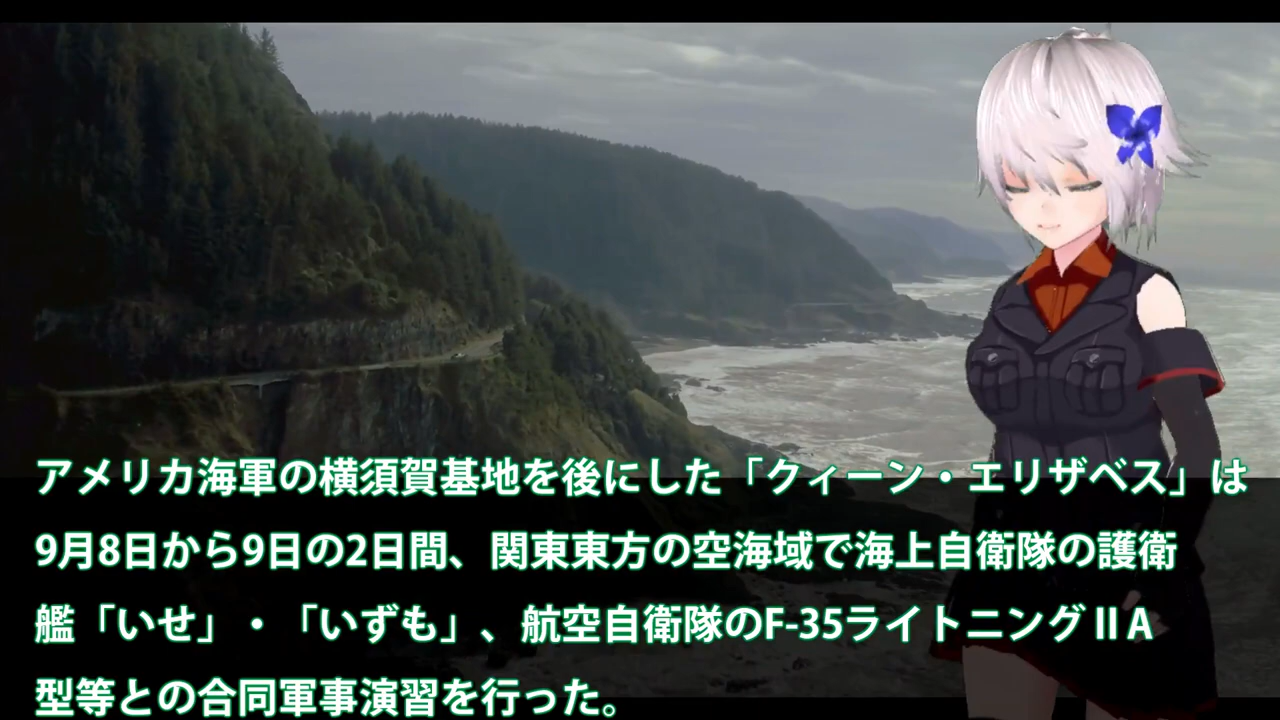 アメリカ海軍の横須賀基地を後にした「クィーン・エリザベス」は
9月8日から9日の2日間、関東東方の空海域で海上自衛隊の護衛
艦「いせ」・「いずも」、航空自衛隊のF-35ライトニングⅡA
型等との合同軍事演習を行った。